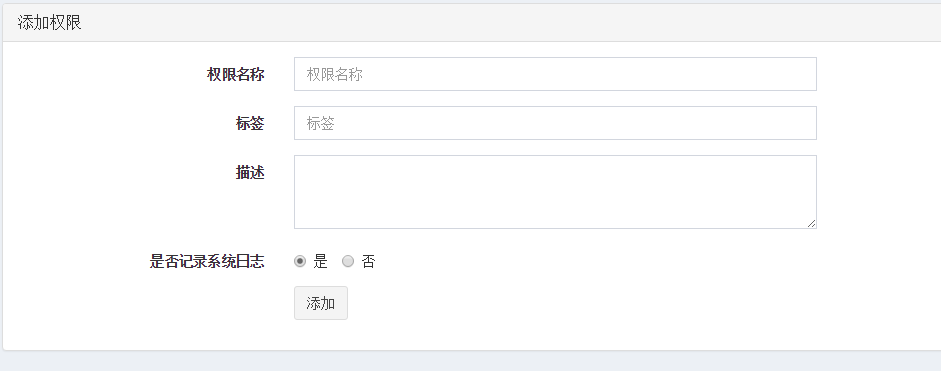 添加权限
权限名称 权限名称
标签 标签
描述
是否记录系统日志 是 否
添加